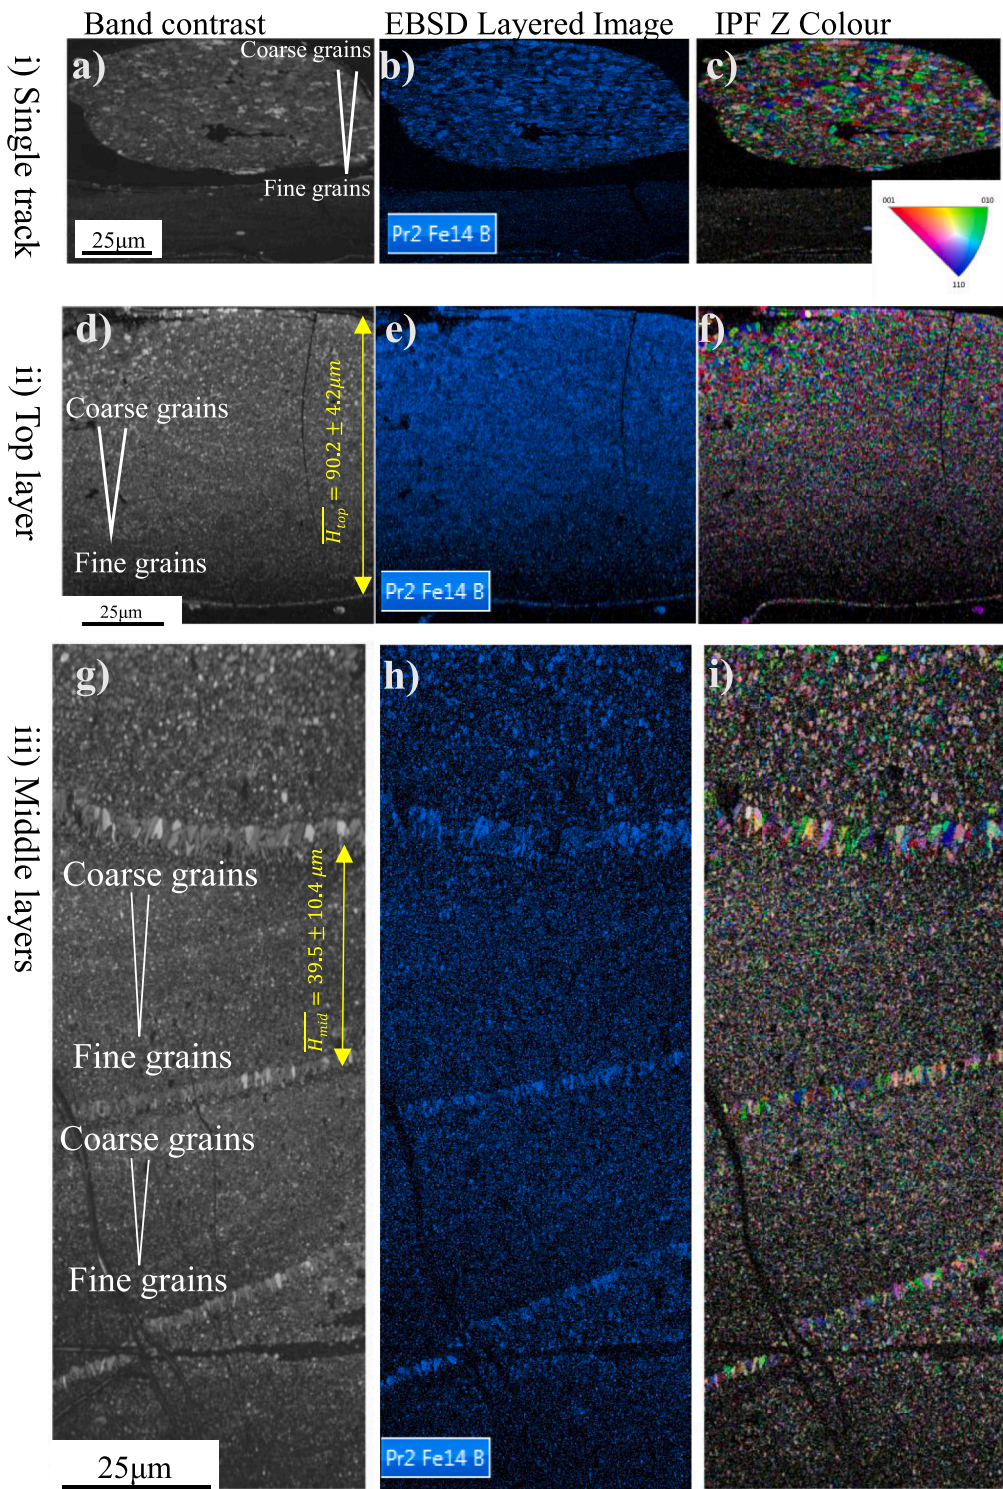 Band contrast
EBSD Layered Image
IPF Z Colour
i) Single track
a)
Coarse grains
Fine grains
25μm
b)
Pr2 Fe14 B
c)
001
010
110
ii) Top layer
d)
Coarse grains
Fine grains
H̅top = 90.2 ± 4.2μm
25μm
e)
Pr2 Fe14 B
f)
iii) Middle layers
g)
Coarse grains
Fine grains
H̅mid = 39.5 ± 10.4 μm
Coarse grains
Fine grains
25μm
h)
Pr2 Fe14 B
i)